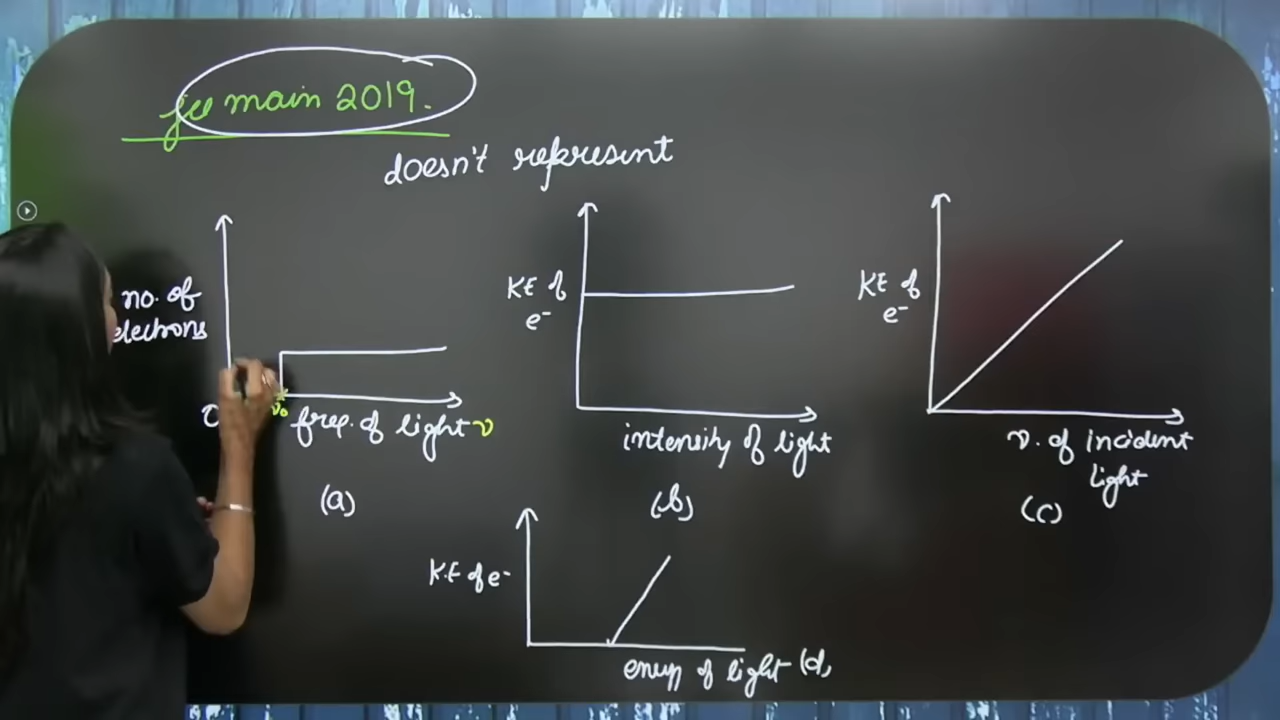 jee main 2019.
doesn't represent
no. of
electrons
ν₀
freq. of light ν
(a)
KE of
e⁻
intensity of light
(b)
KE of
e⁻
ν. of incident
light
(c)
K.E of e⁻
of light (d)